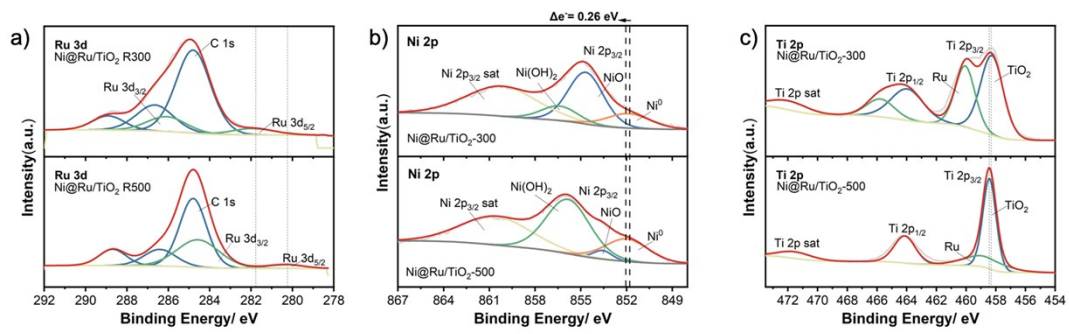 a)
Ru 3d
Ni@Ru/TiO₂ R300
C 1s
Ru 3d₃/₂
Ru 3d₅/₂
Ru 3d
Ni@Ru/TiO₂ R500
C 1s
Ru 3d₃/₂
Ru 3d₅/₂
Intensity(a.u.)
292 290 288 286 284 282 280 278
Binding Energy/ eV
b)
Δe⁻= 0.26 eV
Ni 2p
Ni 2p₃/₂
Ni 2p₃/₂ sat
Ni(OH)₂
NiO
Ni⁰
Ni@Ru/TiO₂-300
Ni 2p
Ni(OH)₂
Ni 2p₃/₂
Ni 2p₃/₂ sat
NiO
Ni⁰
Ni@Ru/TiO₂-500
Intensity(a.u.)
867 861 858 855 852 849
Binding Energy/ eV
c)
Ti 2p
Ni@Ru/TiO₂-300
Ti 2p₃/₂
Ti 2p₁/₂
Ru
TiO₂
Ti 2p sat
Ti 2p
Ni@Ru/TiO₂-500
Ti 2p₃/₂
TiO₂
Ti 2p₁/₂
Ru
Ti 2p sat
Intensity(a.u.)
472 470 468 466 464 462 460 458 456 454
Binding Energy/ eV